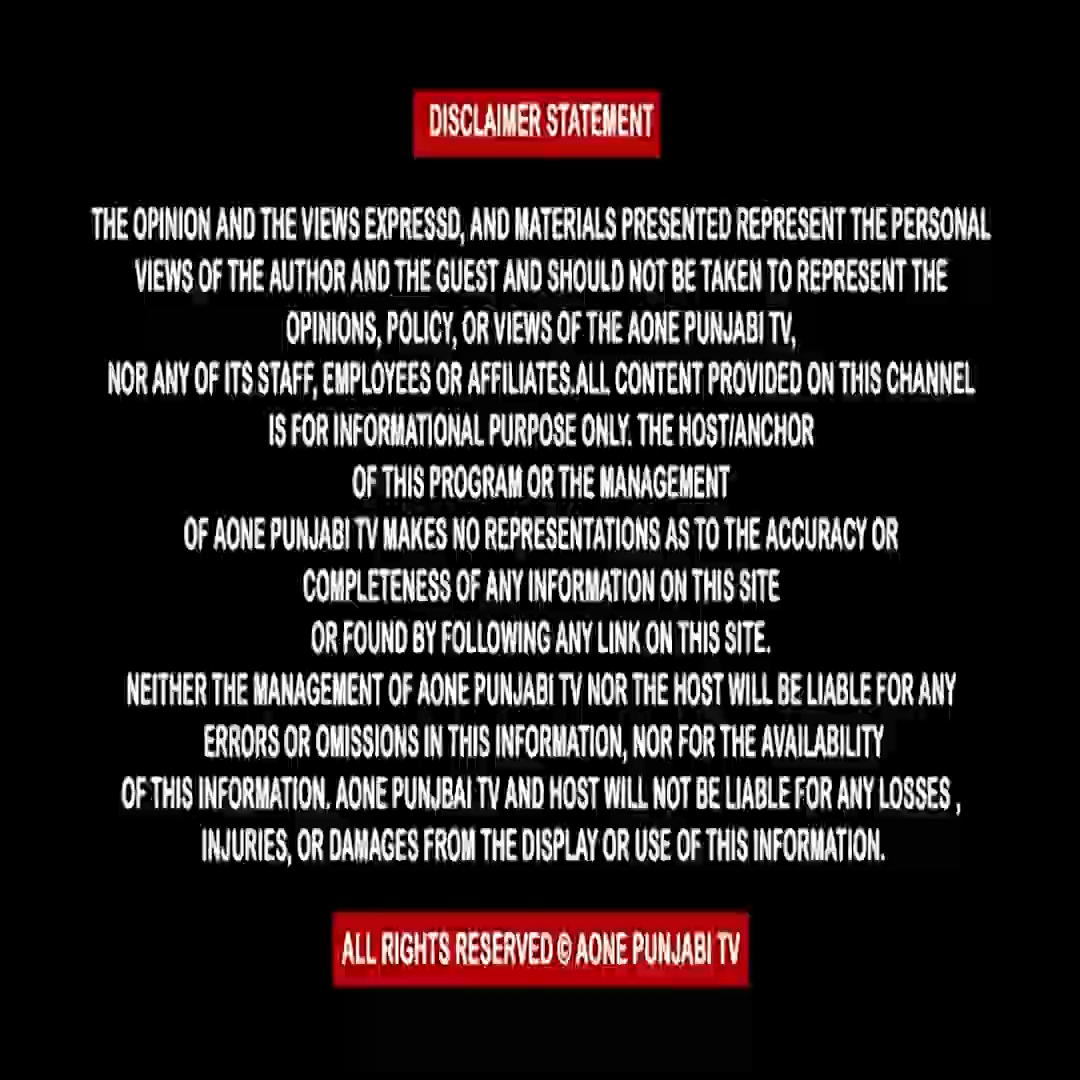 DISCLAIMER STATEMENT
THE OPINION AND THE VIEWS EXPRESSD, AND MATERIALS PRESENTED REPRESENT THE PERSONAL
VIEWS OF THE AUTHOR AND THE GUEST AND SHOULD NOT BE TAKEN TO REPRESENT THE
OPINIONS, POLICY, OR VIEWS OF THE AONE PUNJABI TV,
NOR ANY OF ITS STAFF, EMPLOYEES OR AFFILIATES.ALL CONTENT PROVIDED ON THIS CHANNEL
IS FOR INFORMATIONAL PURPOSE ONLY. THE HOST/ANCHOR
OF THIS PROGRAM OR THE MANAGEMENT
OF AONE PUNJABI TV MAKES NO REPRESENTATIONS AS TO THE ACCURACY OR
COMPLETENESS OF ANY INFORMATION ON THIS SITE
OR FOUND BY FOLLOWING ANY LINK ON THIS SITE.
NEITHER THE MANAGEMENT OF AONE PUNJABI TV NOR THE HOST WILL BE LIABLE FOR ANY
ERRORS OR OMISSIONS IN THIS INFORMATION, NOR FOR THE AVAILABILITY
OF THIS INFORMATION. AONE PUNJBAI TV AND HOST WILL NOT BE LIABLE FOR ANY LOSSES ,
INJURIES, OR DAMAGES FROM THE DISPLAY OR USE OF THIS INFORMATION.
ALL RIGHTS RESERVED © AONE PUNJABI TV